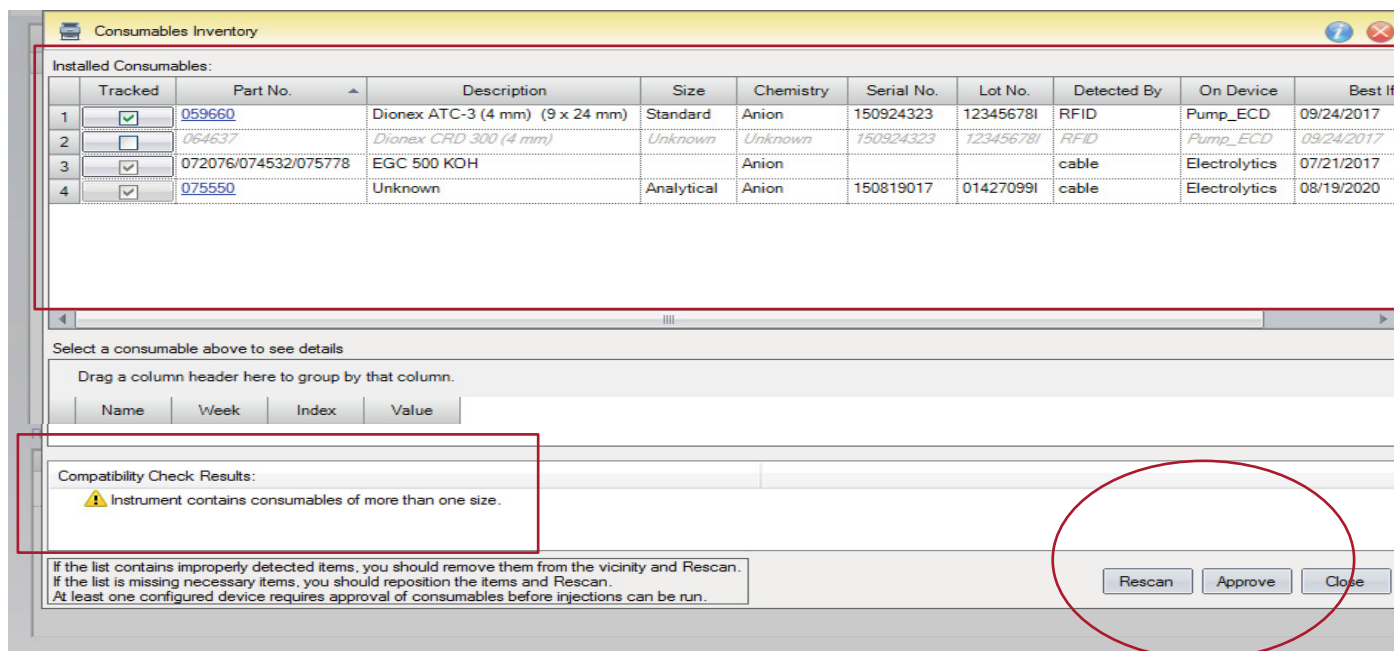 Consumables Inventory
Installed Consumables:
Tracked Part No. Description Size Chemistry Serial No. Lot No. Detected By On Device Best If
1 059660 Dionex ATC-3 (4 mm) (9 x 24 mm) Standard Anion 150924323 12345678I RFID Pump_ECD 09/24/2017
2 064637 Dionex CRD 300 (4 mm) Unknown Unknown 150924323 12345678I RFID Pump_ECD 09/24/2017
3 072076/074532/075778 EGC 500 KOH Anion cable Electrolytics 07/21/2017
4 075550 Unknown Analytical Anion 150819017 01427099I cable Electrolytics 08/19/2020
Select a consumable above to see details
Drag a column header here to group by that column.
Name Week Index Value
Compatibility Check Results:
Instrument contains consumables of more than one size.
If the list contains improperly detected items, you should remove them from the vicinity and Rescan.
If the list is missing necessary items, you should reposition the items and Rescan.
At least one configured device requires approval of consumables before injections can be run.
Rescan Approve Close